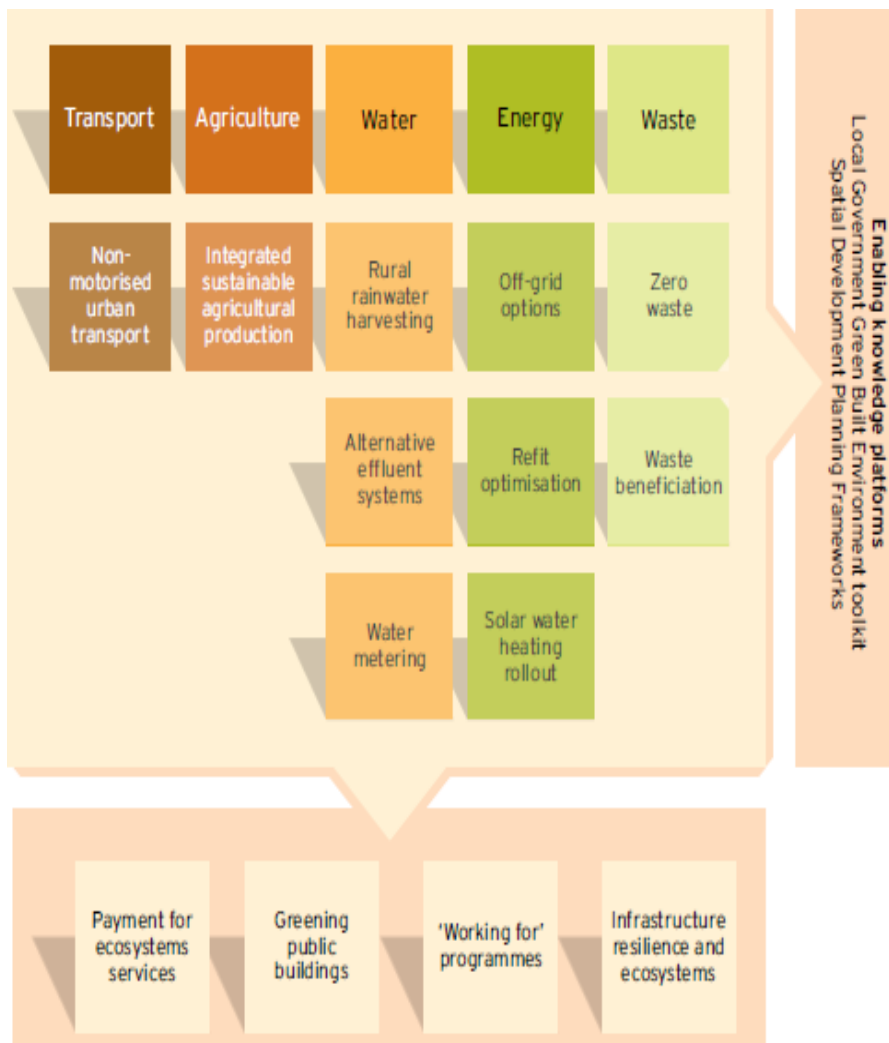 Transport
Agriculture
Water
Energy
Waste
Non-
motorised
urban
transport
Integrated
sustainable
agricultural
production
Rural
rainwater
harvesting
Off-grid
options
Zero
waste
Alternative
effluent
systems
Refit
optimisation
Waste
beneficiation
Water
metering
Solar water
heating
rollout
Enabling knowledge platforms
Local Government Green Built Environment toolkit
Spatial Development Planning Frameworks
Payment for
ecosystems
services
Greening
public
buildings
'Working for'
programmes
Infrastructure
resilience and
ecosystems